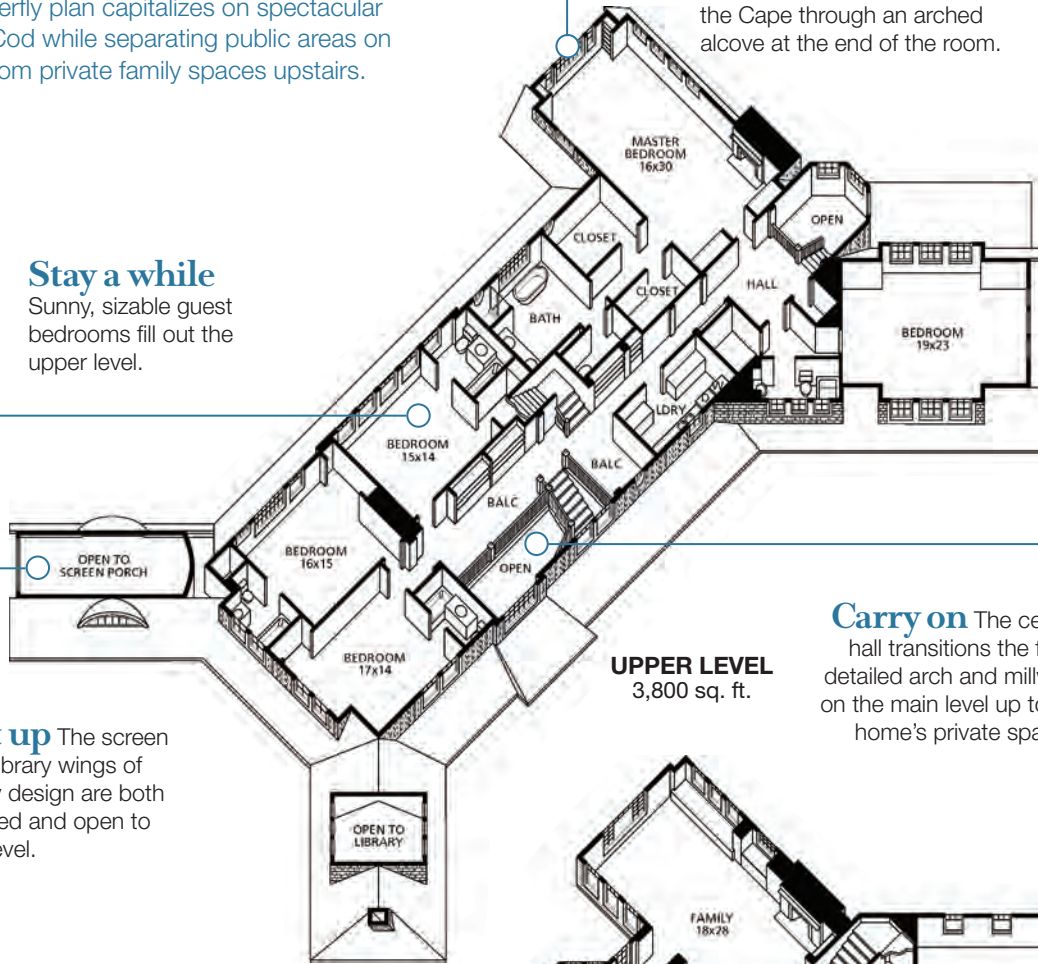 erfly plan capitalizes on spectacular
Cod while separating public areas on
om private family spaces upstairs.
the Cape through an arched
alcove at the end of the room.
MASTER
BEDROOM
16x30
OPEN
CLOSET
CLOSET
HALL
BATH
BEDROOM
19x23
Stay a while
Sunny, sizable guest
bedrooms fill out the
upper level.
LDRY
BEDROOM
15x14
BALC
BALC
OPEN TO
SCREEN PORCH
BEDROOM
16x15
OPEN
BEDROOM
17x14
UPPER LEVEL
3,800 sq. ft.
Carry on The ce
hall transitions the f
detailed arch and milly
on the main level up to
home's private spa
t up The screen
ibrary wings of
y design are both
ed and open to
evel.
OPEN TO
LIBRARY
FAMILY
18x28